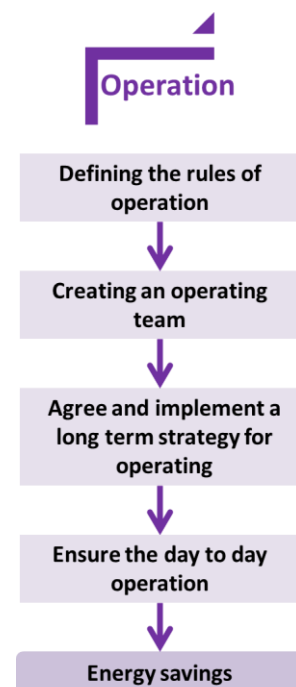 Operation
Defining the rules of
operation
Creating an operating
team
Agree and implement a
long term strategy for
operating
Ensure the day to day
operation
Energy savings